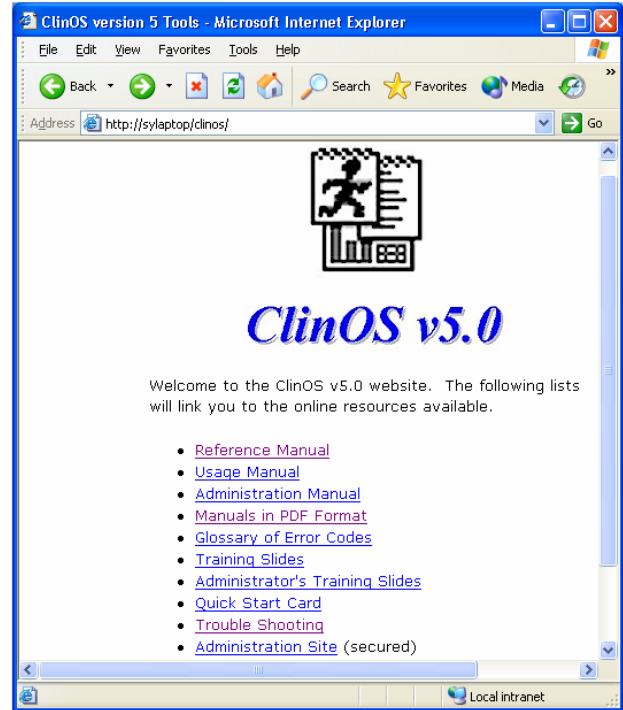 ClinOS version 5 Tools - Microsoft Internet Explorer
File Edit View Favorites Tools Help
Back Search Favorites Media »
Address http://sylaptop/clinos/ Go
ClinOS v5.0
Welcome to the ClinOS v5.0 website. The following lists
will link you to the online resources available.
• Reference Manual
• Usage Manual
• Administration Manual
• Manuals in PDF Format
• Glossary of Error Codes
• Training Slides
• Administrator's Training Slides
• Quick Start Card
• Trouble Shooting
• Administration Site (secured)
Local intranet